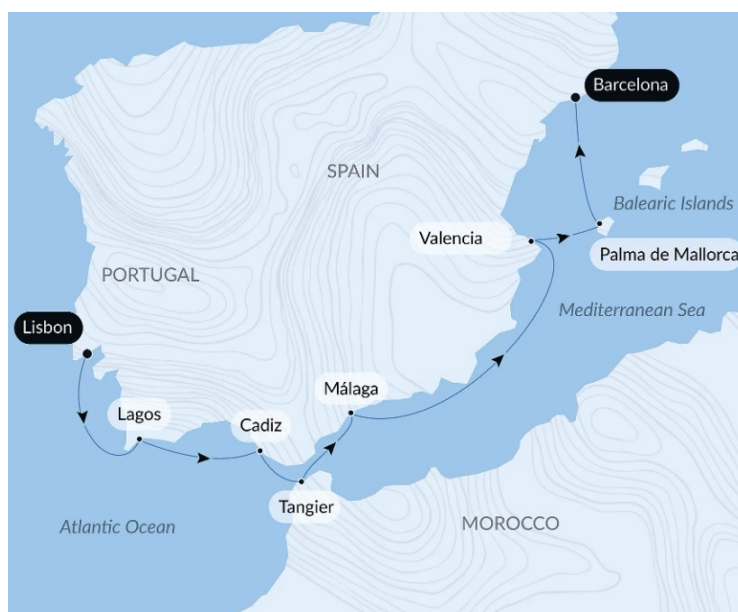 Barcelona
SPAIN
Balearic Islands
Valencia
Palma de Mallorca
PORTUGAL
Mediterranean Sea
Lisbon
Málaga
Lagos
Cadiz
Tangier
Atlantic Ocean
MOROCCO